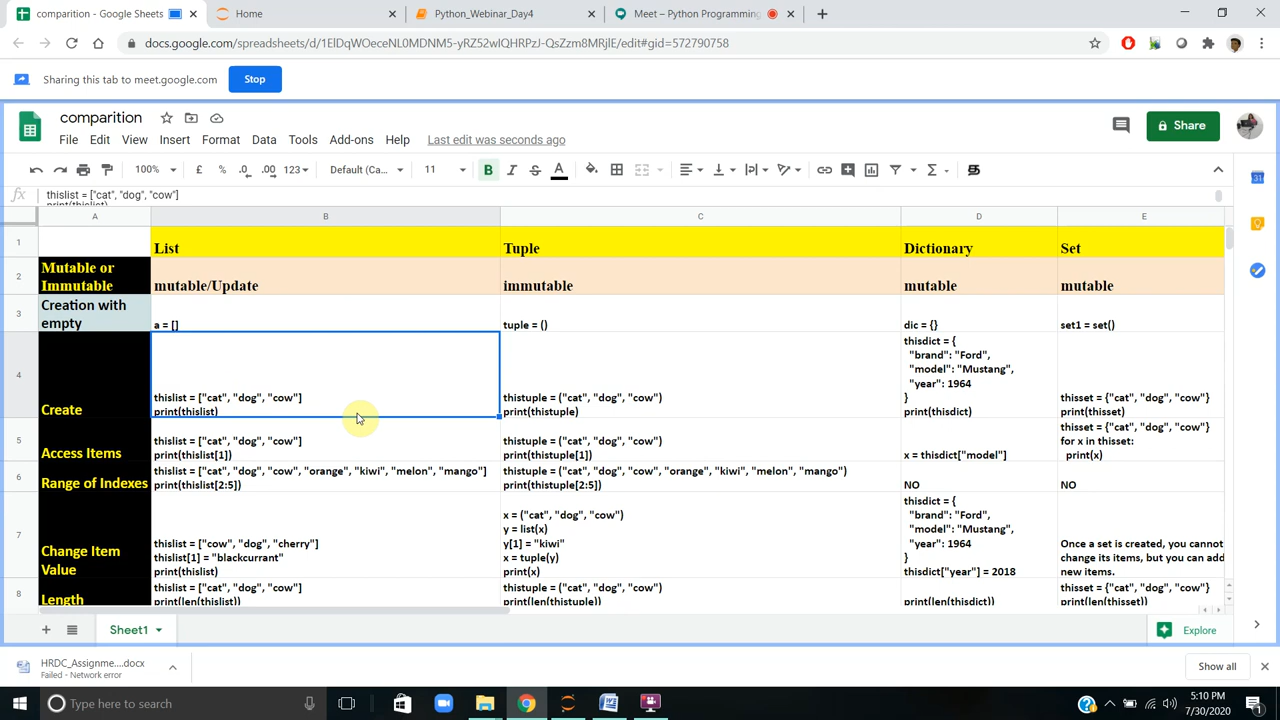 comparition - Google Sheets
Home
Python_Webinar_Day4
Meet – Python Programming
docs.google.com/spreadsheets/d/1ElDqWOeceNL0MDNM5-yRZ52wIQHRPzJ-QsZzm8MRjlE/edit#gid=572790758
Sharing this tab to meet.google.com
Stop
comparition
File Edit View Insert Format Data Tools Add-ons Help Last edit was seconds ago
Share
100% £ % .0 .00 123 Default (Ca... 11 B I S A Σ
fx thislist = ["cat", "dog", "cow"]
print(thislist)
A B C D E
1 List Tuple Dictionary Set
2 Mutable or
Immutable
mutable/Update
immutable
mutable
mutable
3 Creation with
empty
a = []
tuple = ()
dic = {}
set1 = set()
4 Create
thislist = ["cat", "dog", "cow"]
print(thislist)
thistuple = ("cat", "dog", "cow")
print(thistuple)
thisdict = {
"brand": "Ford",
"model": "Mustang",
"year": 1964
}
print(thisdict)
thisset = {"cat", "dog", "cow"}
print(thisset)
5 Access Items
thislist = ["cat", "dog", "cow"]
print(thislist[1])
thistuple = ("cat", "dog", "cow")
print(thistuple[1])
x = thisdict["model"]
thisset = {"cat", "dog", "cow"}
for x in thisset:
print(x)
6 Range of Indexes
thislist = ["cat", "dog", "cow", "orange", "kiwi", "melon", "mango"]
print(thislist[2:5])
thistuple = ("cat", "dog", "cow", "orange", "kiwi", "melon", "mango")
print(thistuple[2:5])
NO
NO
7 Change Item
Value
thislist = ["cow", "dog", "cherry"]
thislist[1] = "blackcurrant"
print(thislist)
x = ("cat", "dog", "cow")
y = list(x)
y[1] = "kiwi"
x = tuple(y)
print(x)
thisdict = {
"brand": "Ford",
"model": "Mustang",
"year": 1964
}
thisdict["year"] = 2018
Once a set is created, you cannot
change its items, but you can add
new items.
8 Length
thislist = ["cat", "dog", "cow"]
print(len(thislist))
thistuple = ("cat", "dog", "cow")
print(len(thistuple))
print(len(thisdict))
thisset = {"cat", "dog", "cow"}
print(len(thisset))
Sheet1
Explore
HRDC_Assignme....docx
Failed - Network error
Show all
Type here to search
5:10 PM
7/30/2020